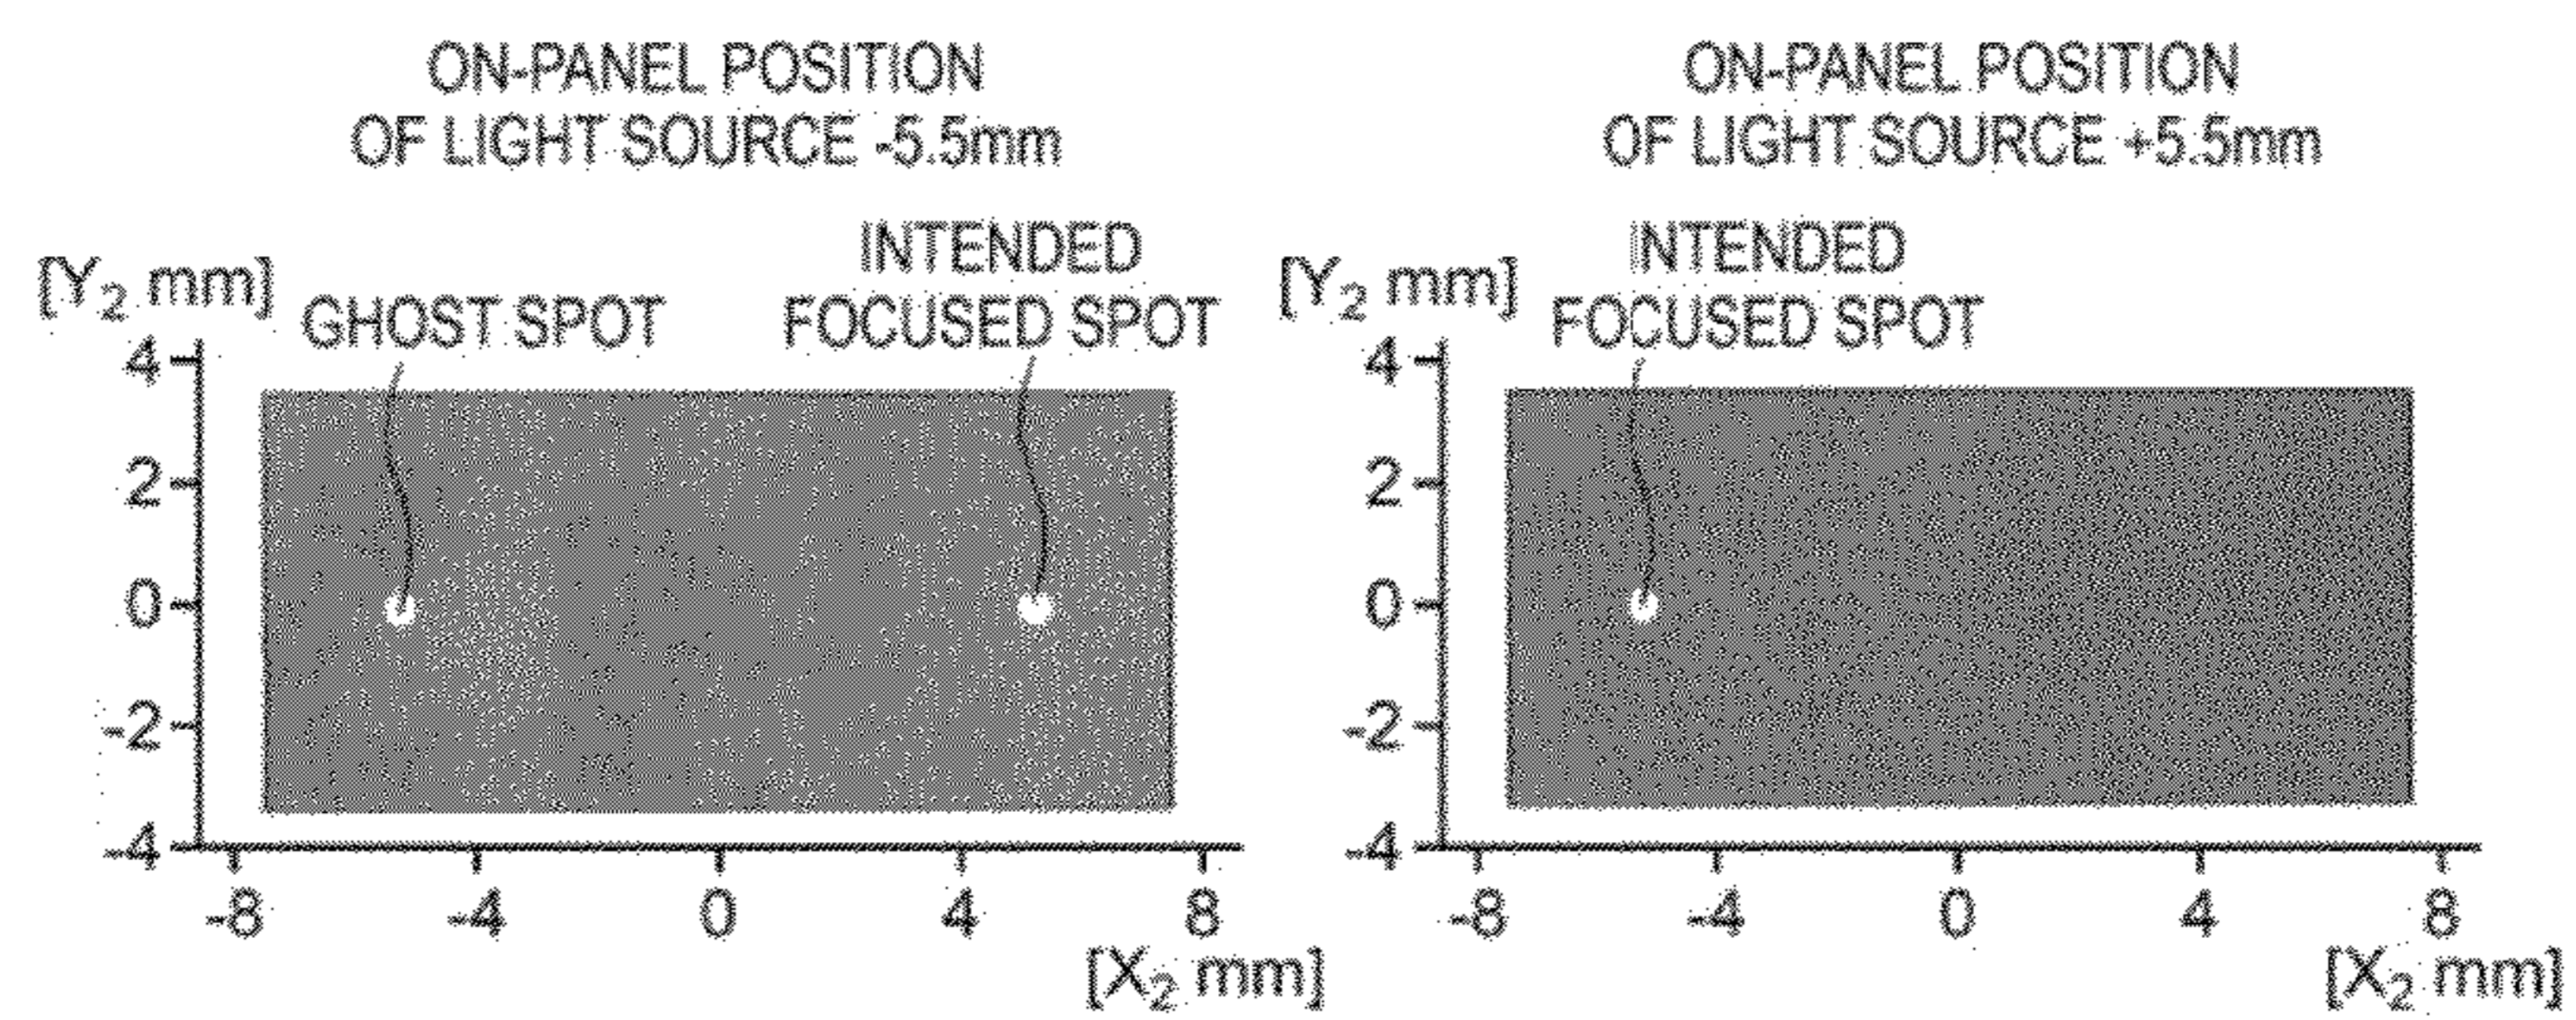 ON-PANEL POSITION
OF LIGHT SOURCE -5.5mm
INTENDED
FOCUSED SPOT
GHOST SPOT
[Y2 mm]
4
2
0
-2
-4
-8 -4 0 4 8
[X2 mm]
ON-PANEL POSITION
OF LIGHT SOURCE +5.5mm
INTENDED
FOCUSED SPOT
[Y2 mm]
4
2
0
-2
-4
-8 -4 0 4 8
[X2 mm]